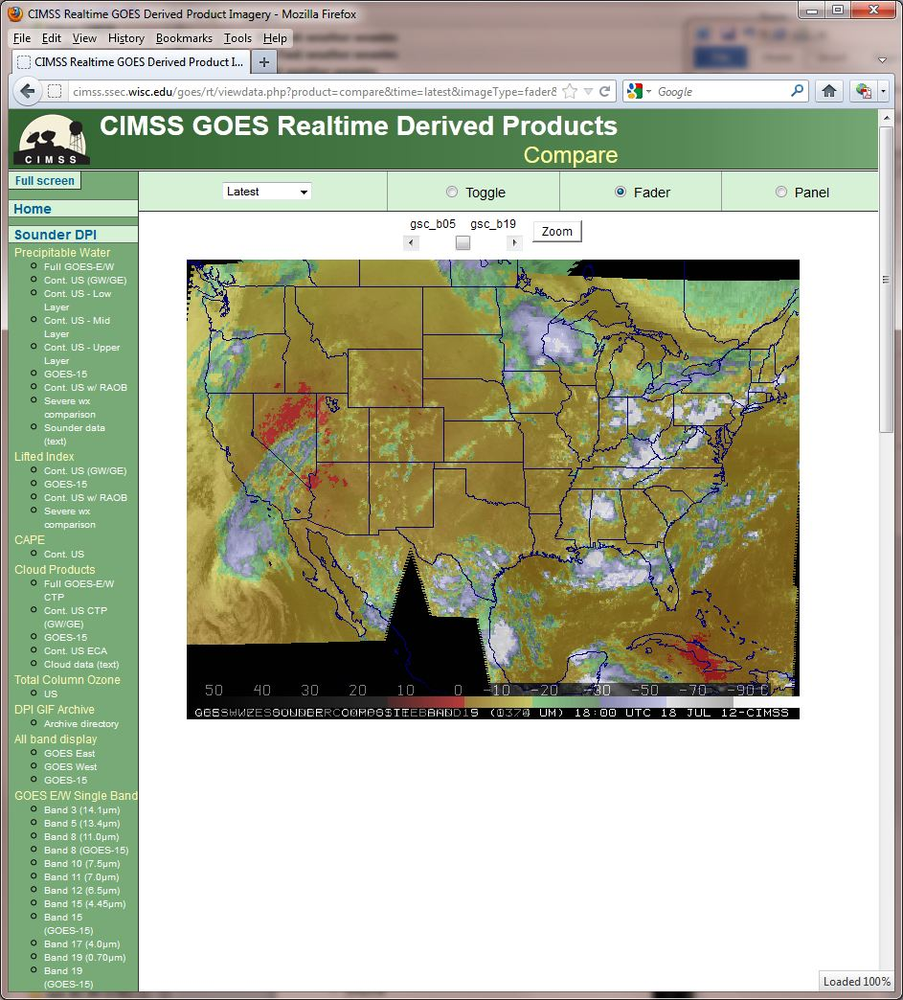 CIMSS Realtime GOES Derived Product Imagery - Mozilla Firefox
File Edit View History Bookmarks Tools Help
CIMSS Realtime GOES Derived Product I...
cimss.ssec.wisc.edu/goes/rt/viewdata.php?product=compare&time=latest&imageType=fader&
Google
CIMSS
CIMSS GOES Realtime Derived Products
Compare
Full screen
Latest
Toggle
Fader
Panel
Home
gsc_b05 gsc_b19
Zoom
Sounder DPI
Precipitable Water
Full GOES-E/W
Cont. US (GW/GE)
Cont. US - Low
Layer
Cont. US - Mid
Layer
Cont. US - Upper
Layer
GOES-15
Cont. US w/ RAOB
Severe wx
comparison
Sounder data
(text)
Lifted Index
Cont. US (GW/GE)
GOES-15
Cont. US w/ RAOB
Severe wx
comparison
CAPE
Cont. US
Cloud Products
Full GOES-E/W
CTP
Cont. US CTP
(GW/GE)
GOES-15
Cont. US ECA
Cloud data (text)
Total Column Ozone
US
DPI GIF Archive
Archive directory
All band display
GOES East
GOES West
GOES-15
GOES E/W Single Band
Band 3 (14.1µm)
Band 5 (13.4µm)
Band 8 (11.0µm)
Band 8 (GOES-15)
Band 10 (7.5µm)
Band 11 (7.0µm)
Band 12 (6.5µm)
Band 15 (4.45µm)
Band 15
(GOES-15)
Band 17 (4.0µm)
Band 19 (0.70µm)
Band 19
(GOES-15)
50 40 30 20 10 0 -10 -20 -30 -50 -70 -90 C
UM) 18:00 UTC 18 JUL 12-CIMSS
Loaded 100%